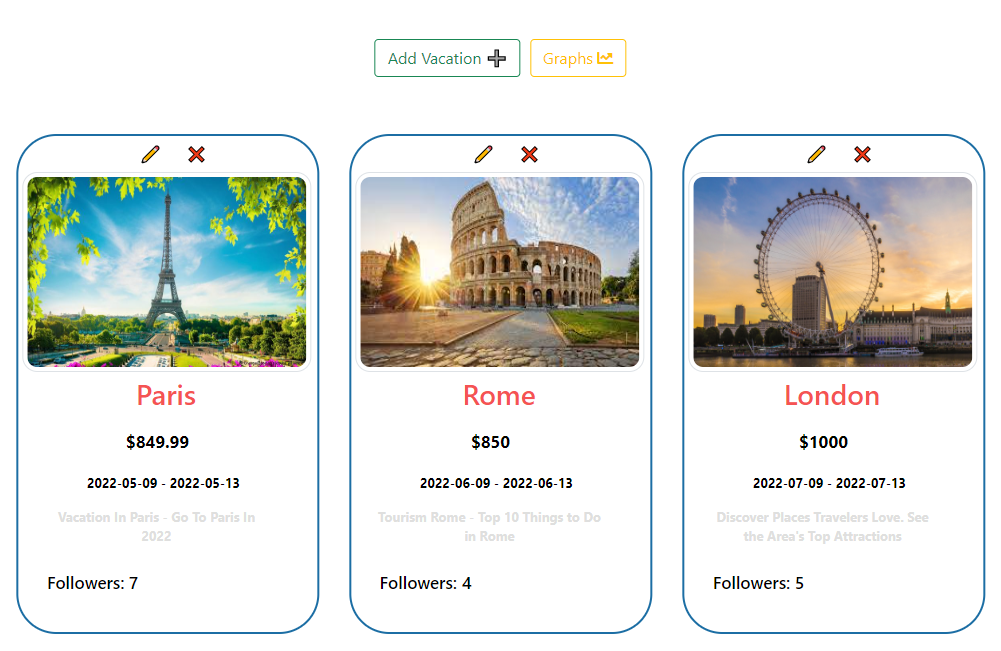 Add Vacation
Graphs
Paris
$849.99
2022-05-09 - 2022-05-13
Vacation In Paris - Go To Paris In
2022
Followers: 7
Rome
$850
2022-06-09 - 2022-06-13
Tourism Rome - Top 10 Things to Do
in Rome
Followers: 4
London
$1000
2022-07-09 - 2022-07-13
Discover Places Travelers Love. See
the Area's Top Attractions
Followers: 5